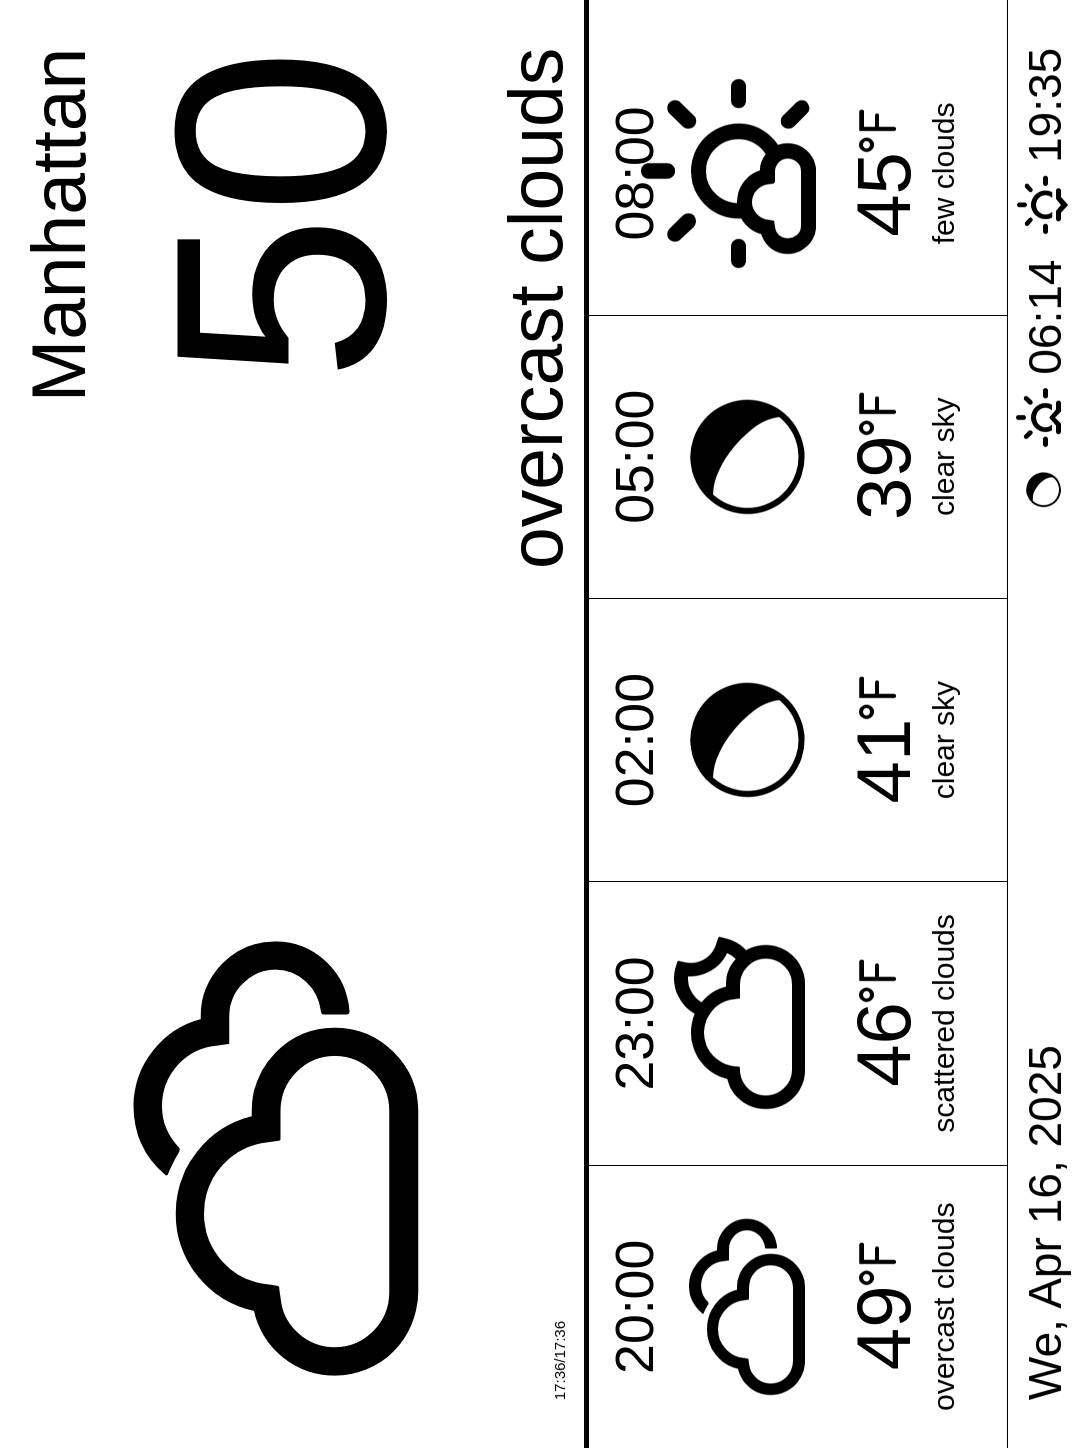 Manhattan
50
overcast clouds
17:36/17:36
20:00 23:00 02:00 05:00 08:00
49°F 46°F 41°F 39°F 45°F
overcast clouds scattered clouds clear sky clear sky few clouds
We, Apr 16, 2025 06:14 19:35